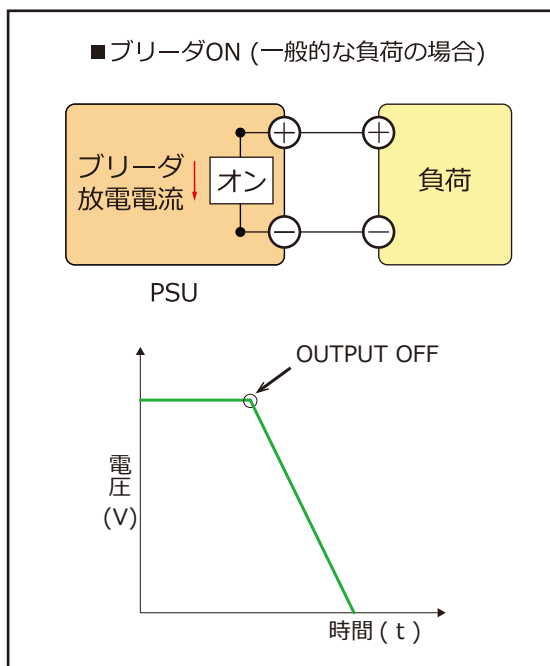 ■ブリーダON (一般的な負荷の場合)
ブリーダ
放電電流
オン
+
−
+
−
負荷
PSU
OUTPUT OFF
電
圧
(V)
時間 ( t )